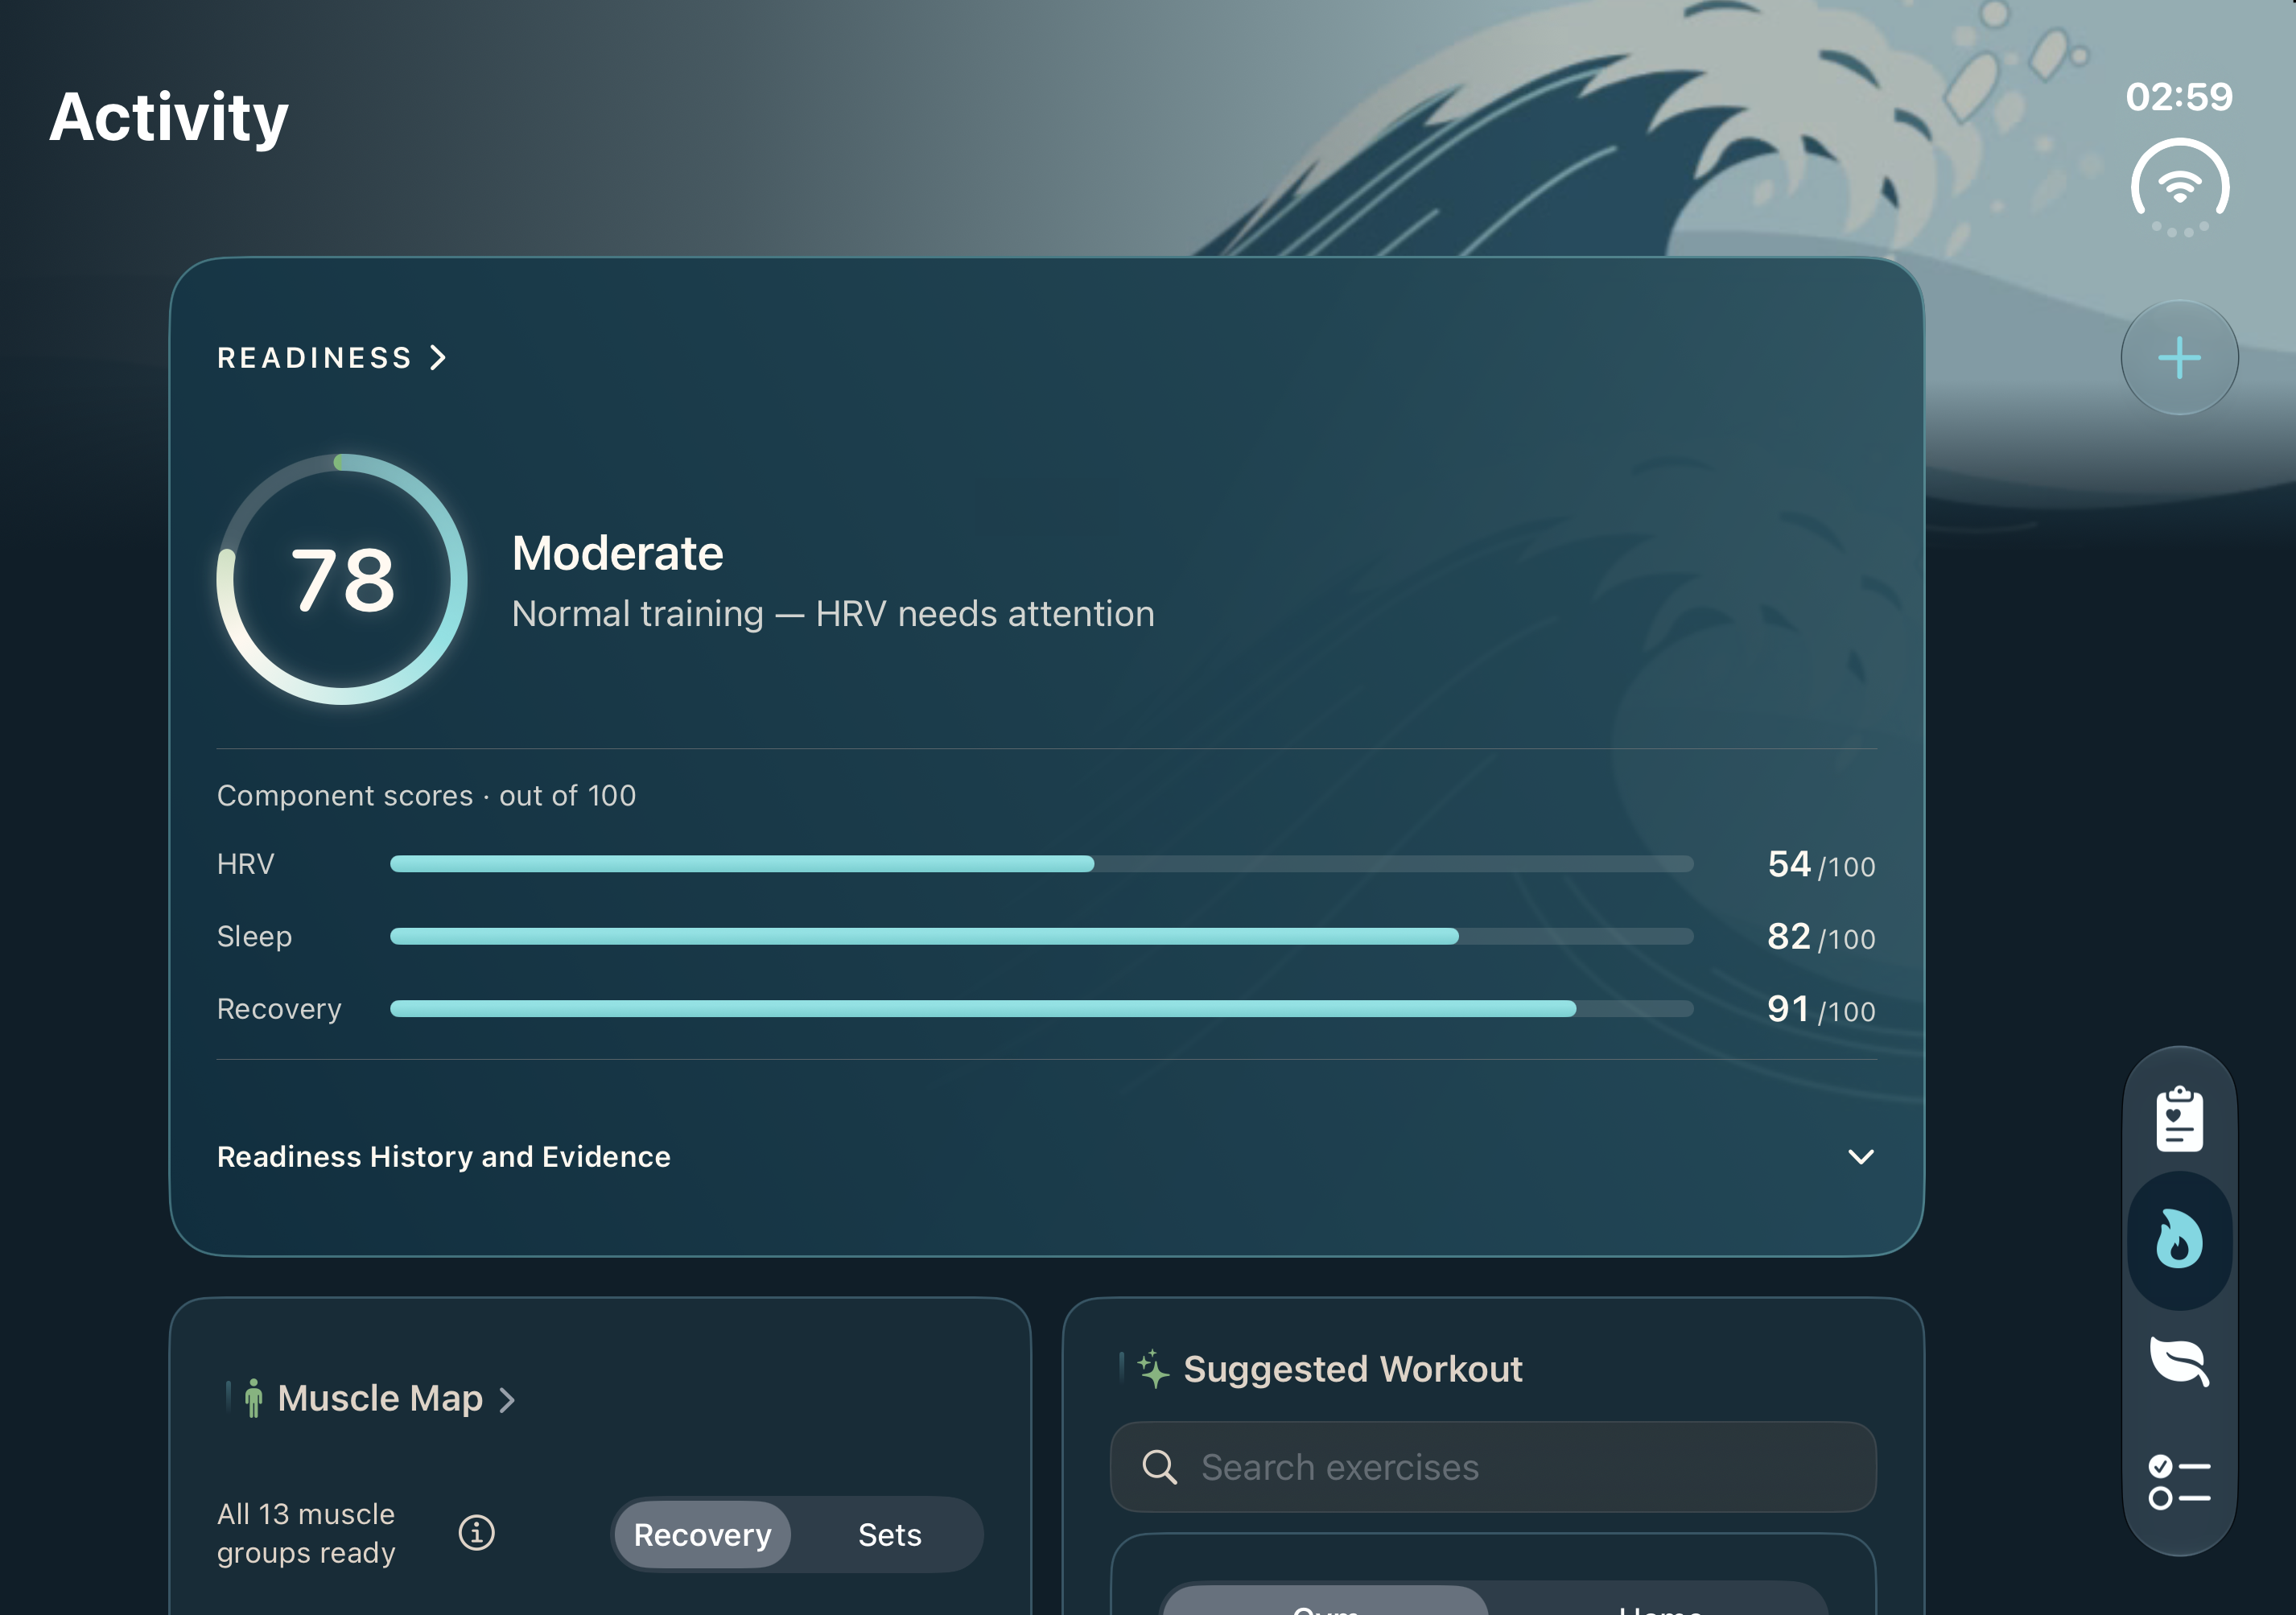 Activity
02:59
READINESS
78
Moderate
Normal training — HRV needs attention
Component scores · out of 100
HRV 54 /100
Sleep 82 /100
Recovery 91 /100
Readiness History and Evidence
Muscle Map
All 13 muscle
groups ready
Recovery Sets
Suggested Workout
Search exercises